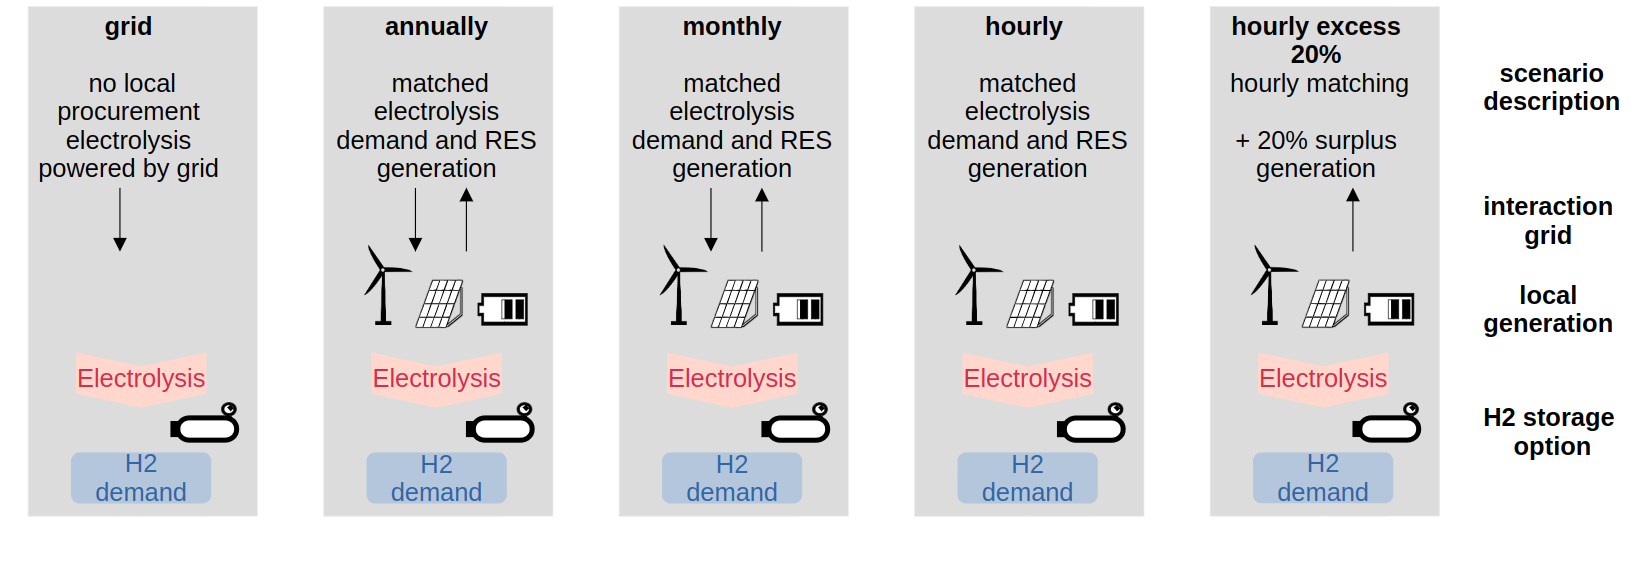 grid
no local
procurement
electrolysis
powered by grid
Electrolysis
H2
demand
annually
matched
electrolysis
demand and RES
generation
Electrolysis
H2
demand
monthly
matched
electrolysis
demand and RES
generation
Electrolysis
H2
demand
hourly
matched
electrolysis
demand and RES
generation
Electrolysis
H2
demand
hourly excess
20%
hourly matching
+ 20% surplus
generation
Electrolysis
H2
demand
scenario
description
interaction
grid
local
generation
H2 storage
option